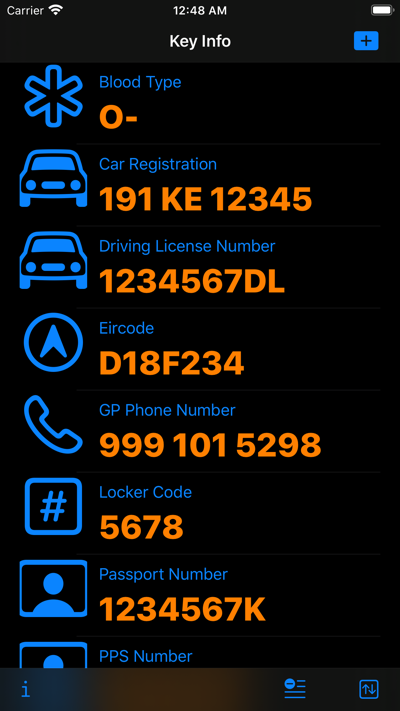 Carrier 12:48 AM
Key Info
Blood Type
O-
Car Registration
191 KE 12345
Driving License Number
1234567DL
Eircode
D18F234
GP Phone Number
999 101 5298
Locker Code
#
5678
Passport Number
1234567K
PPS Number
i